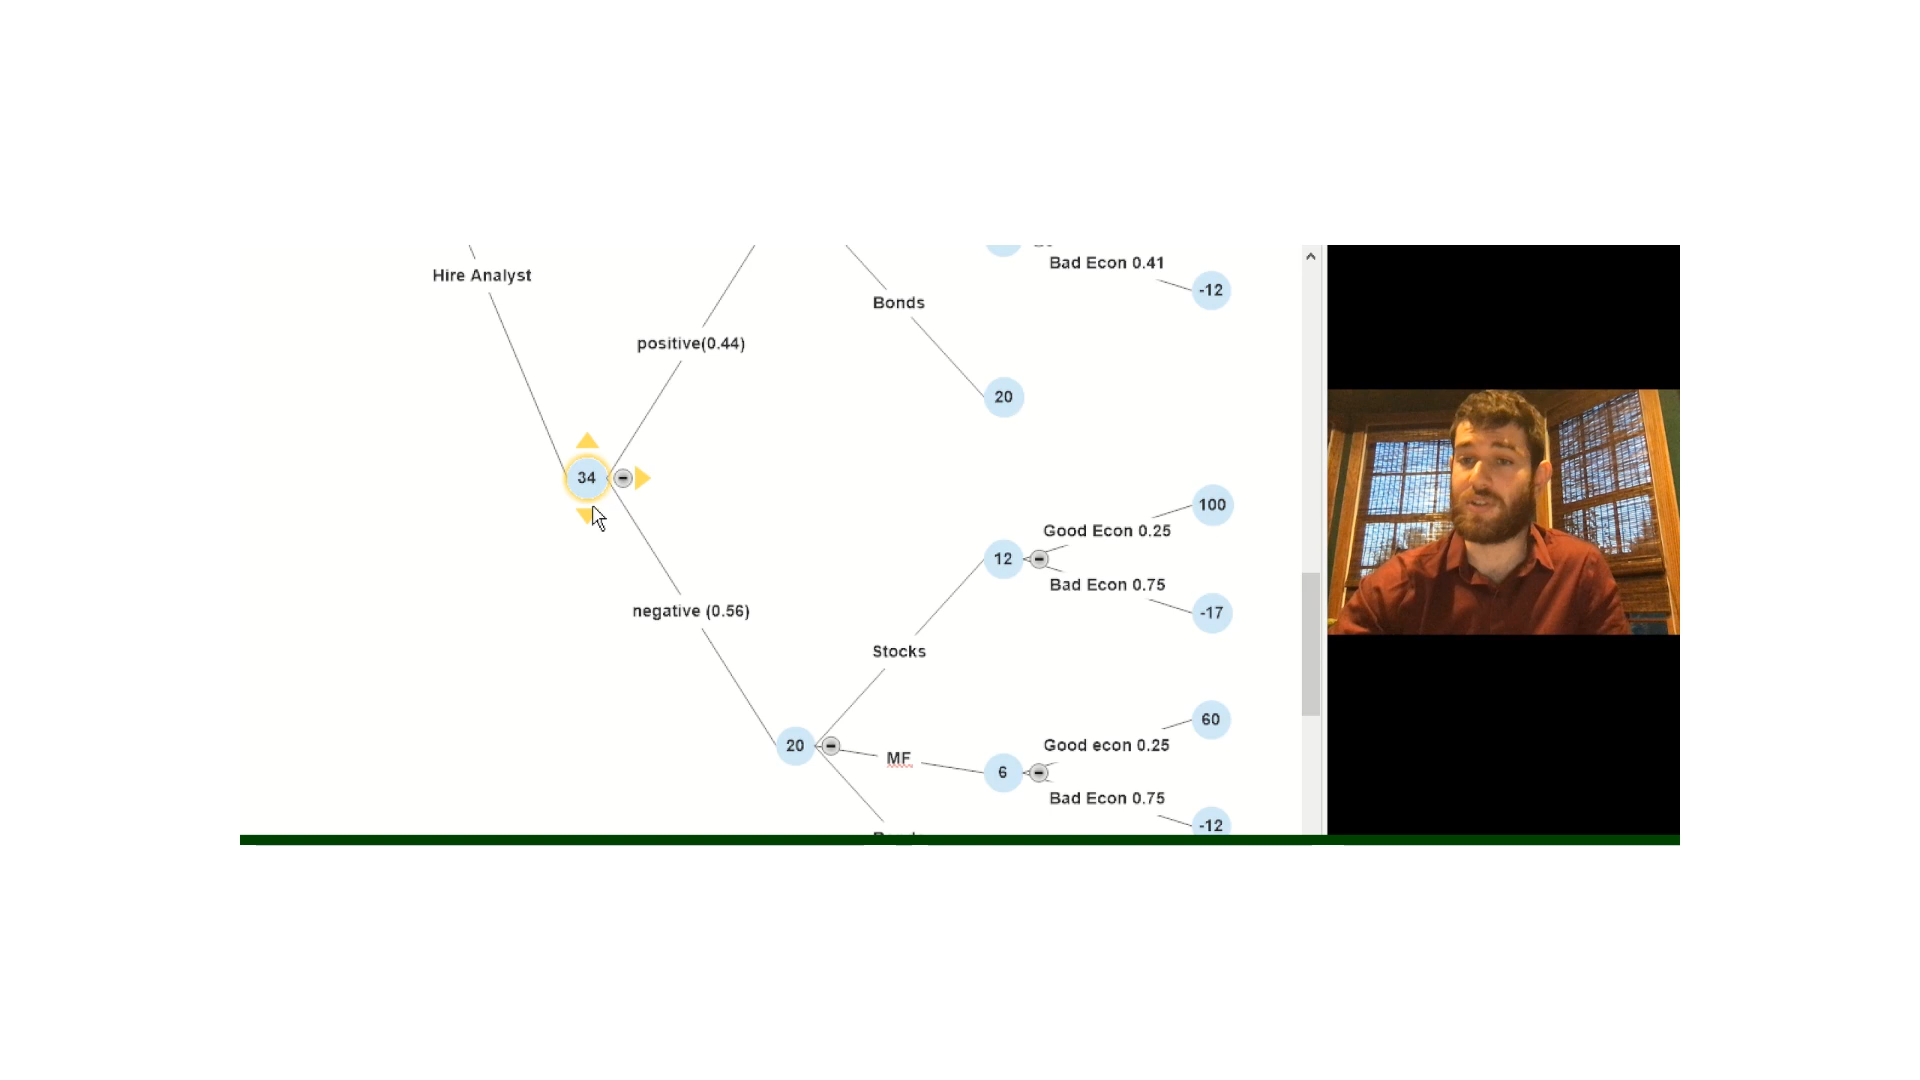 Hire Analyst
Bad Econ 0.41
-12
Bonds
positive(0.44)
20
34
100
Good Econ 0.25
12
Bad Econ 0.75
negative (0.56)
-17
Stocks
60
20
Good econ 0.25
MF
6
Bad Econ 0.75
-12